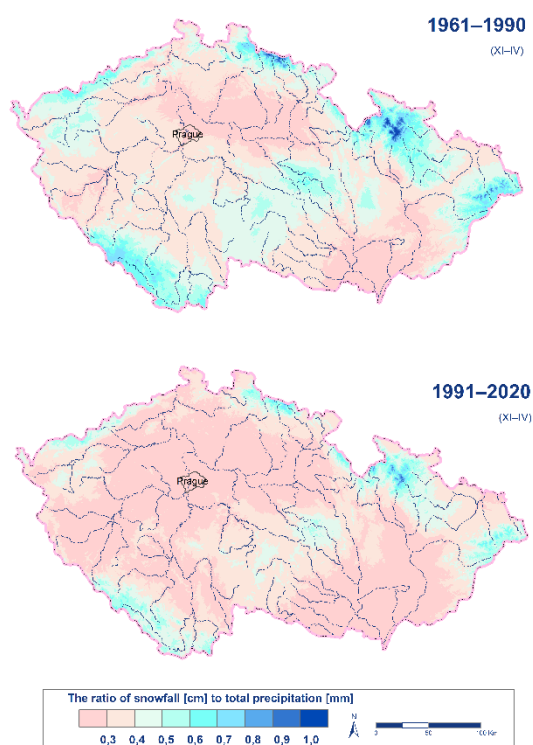 1961–1990
(XI–IV)
Prague
1991–2020
(XI–IV)
Prague
The ratio of snowfall [cm] to total precipitation [mm]
0,3 0,4 0,5 0,6 0,7 0,8 0,9 1,0
N
0 50 100 Km